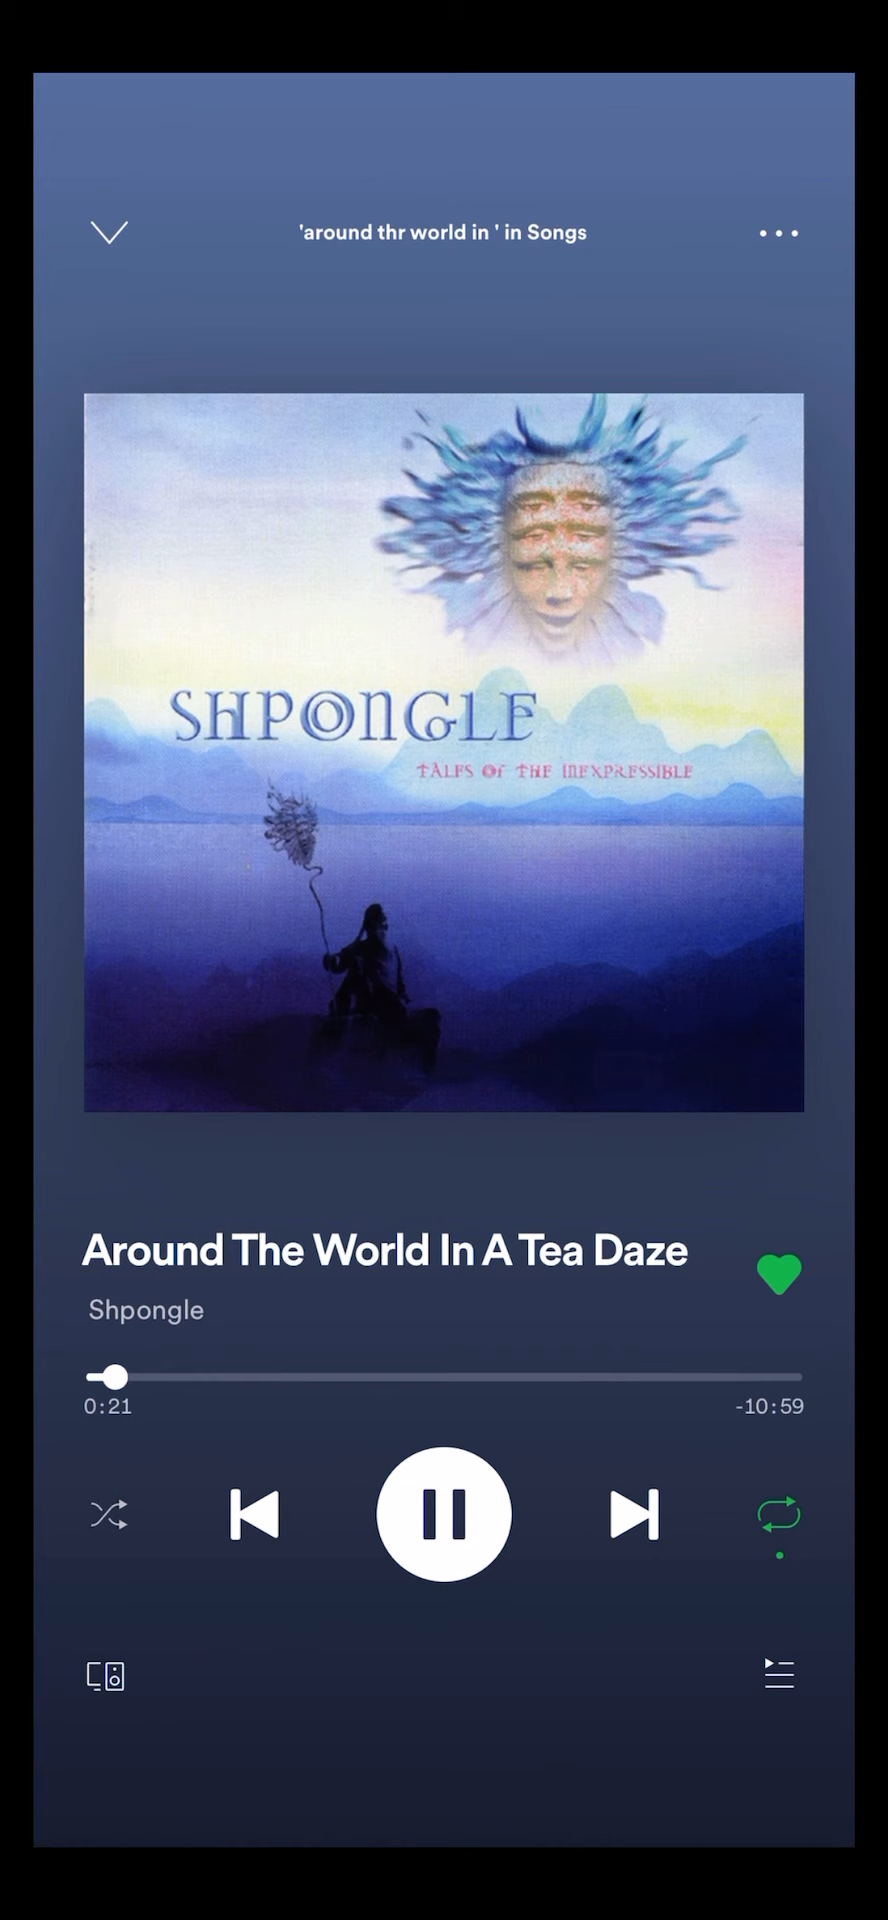 'around thr world in ' in Songs
SHPONGLE
TALES OF THE INEXPRESSIBLE
Around The World In A Tea Daze
Shpongle
0:21
-10:59